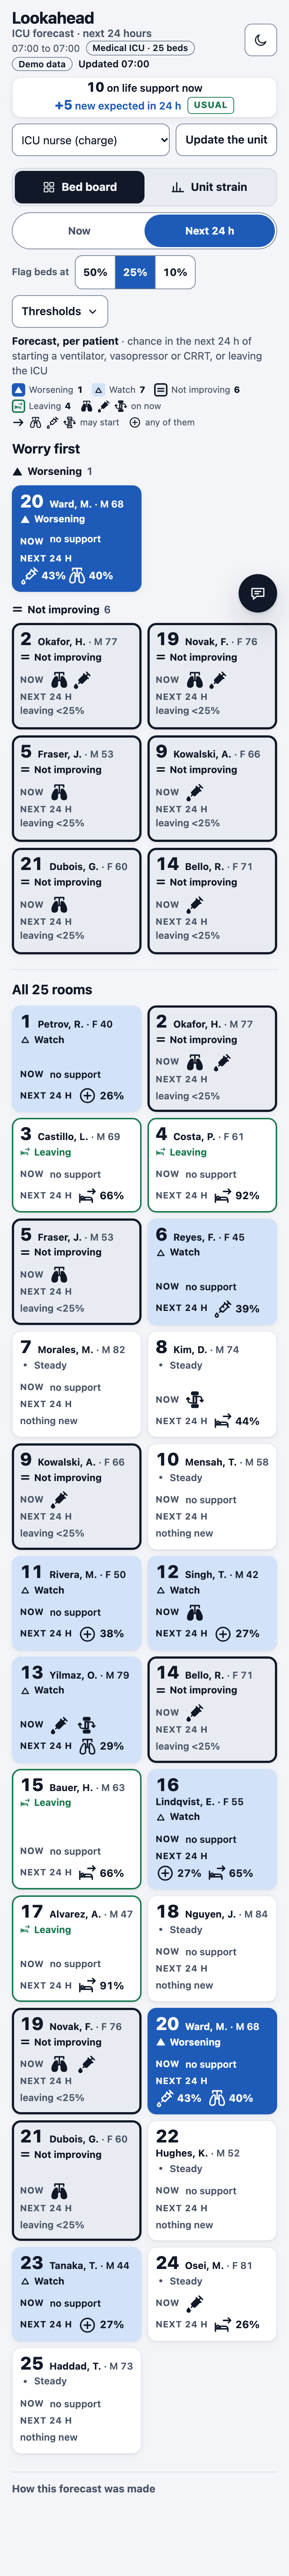 Lookahead
ICU forecast · next 24 hours
07:00 to 07:00 Medical ICU · 25 beds
Demo data Updated 07:00
10 on life support now
+5 new expected in 24 h USUAL
ICU nurse (charge) Update the unit
Bed board Unit strain
Now Next 24 h
Flag beds at 50% 25% 10%
Thresholds
Forecast, per patient · chance in the next 24 h of
starting a ventilator, vasopressor or CRRT, or leaving
the ICU
Worsening 1 Watch 7 Not improving 6
Leaving 4 on now
may start any of them
Worry first
Worsening 1
20 Ward, M. · M 68
Worsening
NOW no support
NEXT 24 H
43% 40%
Not improving 6
2 Okafor, H. · M 77
Not improving
NOW
NEXT 24 H
leaving <25%
19 Novak, F. · F 76
Not improving
NOW
NEXT 24 H
leaving <25%
5 Fraser, J. · M 53
Not improving
NOW
NEXT 24 H
leaving <25%
9 Kowalski, A. · F 66
Not improving
NOW
NEXT 24 H
leaving <25%
21 Dubois, G. · F 60
Not improving
NOW
NEXT 24 H
leaving <25%
14 Bello, R. · F 71
Not improving
NOW
NEXT 24 H
leaving <25%
All 25 rooms
1 Petrov, R. · F 40
Watch
NOW no support
NEXT 24 H 26%
2 Okafor, H. · M 77
Not improving
NOW
NEXT 24 H
leaving <25%
3 Castillo, L. · M 69
Leaving
NOW no support
NEXT 24 H 66%
4 Costa, P. · F 61
Leaving
NOW no support
NEXT 24 H 92%
5 Fraser, J. · M 53
Not improving
NOW
NEXT 24 H
leaving <25%
6 Reyes, F. · F 45
Watch
NOW no support
NEXT 24 H 39%
7 Morales, M. · M 82
• Steady
NOW no support
NEXT 24 H
nothing new
8 Kim, D. · M 74
• Steady
NOW
NEXT 24 H 44%
9 Kowalski, A. · F 66
Not improving
NOW
NEXT 24 H
leaving <25%
10 Mensah, T. · M 58
• Steady
NOW no support
NEXT 24 H
nothing new
11 Rivera, M. · F 50
Watch
NOW no support
NEXT 24 H 38%
12 Singh, T. · M 42
Watch
NOW
NEXT 24 H 27%
13 Yilmaz, O. · M 79
Watch
NOW
NEXT 24 H 29%
14 Bello, R. · F 71
Not improving
NOW
NEXT 24 H
leaving <25%
15 Bauer, H. · M 63
Leaving
NOW no support
NEXT 24 H 66%
16
Lindqvist, E. · F 55
Watch
NOW no support
NEXT 24 H
27% 65%
17 Alvarez, A. · M 47
Leaving
NOW no support
NEXT 24 H 91%
18 Nguyen, J. · M 84
• Steady
NOW no support
NEXT 24 H
nothing new
19 Novak, F. · F 76
Not improving
NOW
NEXT 24 H
leaving <25%
20 Ward, M. · M 68
Worsening
NOW no support
NEXT 24 H
43% 40%
21 Dubois, G. · F 60
Not improving
NOW
NEXT 24 H
leaving <25%
22
Hughes, K. · M 52
• Steady
NOW no support
NEXT 24 H
nothing new
23 Tanaka, T. · M 44
Watch
NOW no support
NEXT 24 H 27%
24 Osei, M. · F 81
• Steady
NOW
NEXT 24 H 26%
25 Haddad, T. · M 73
• Steady
NOW no support
NEXT 24 H
nothing new
How this forecast was made